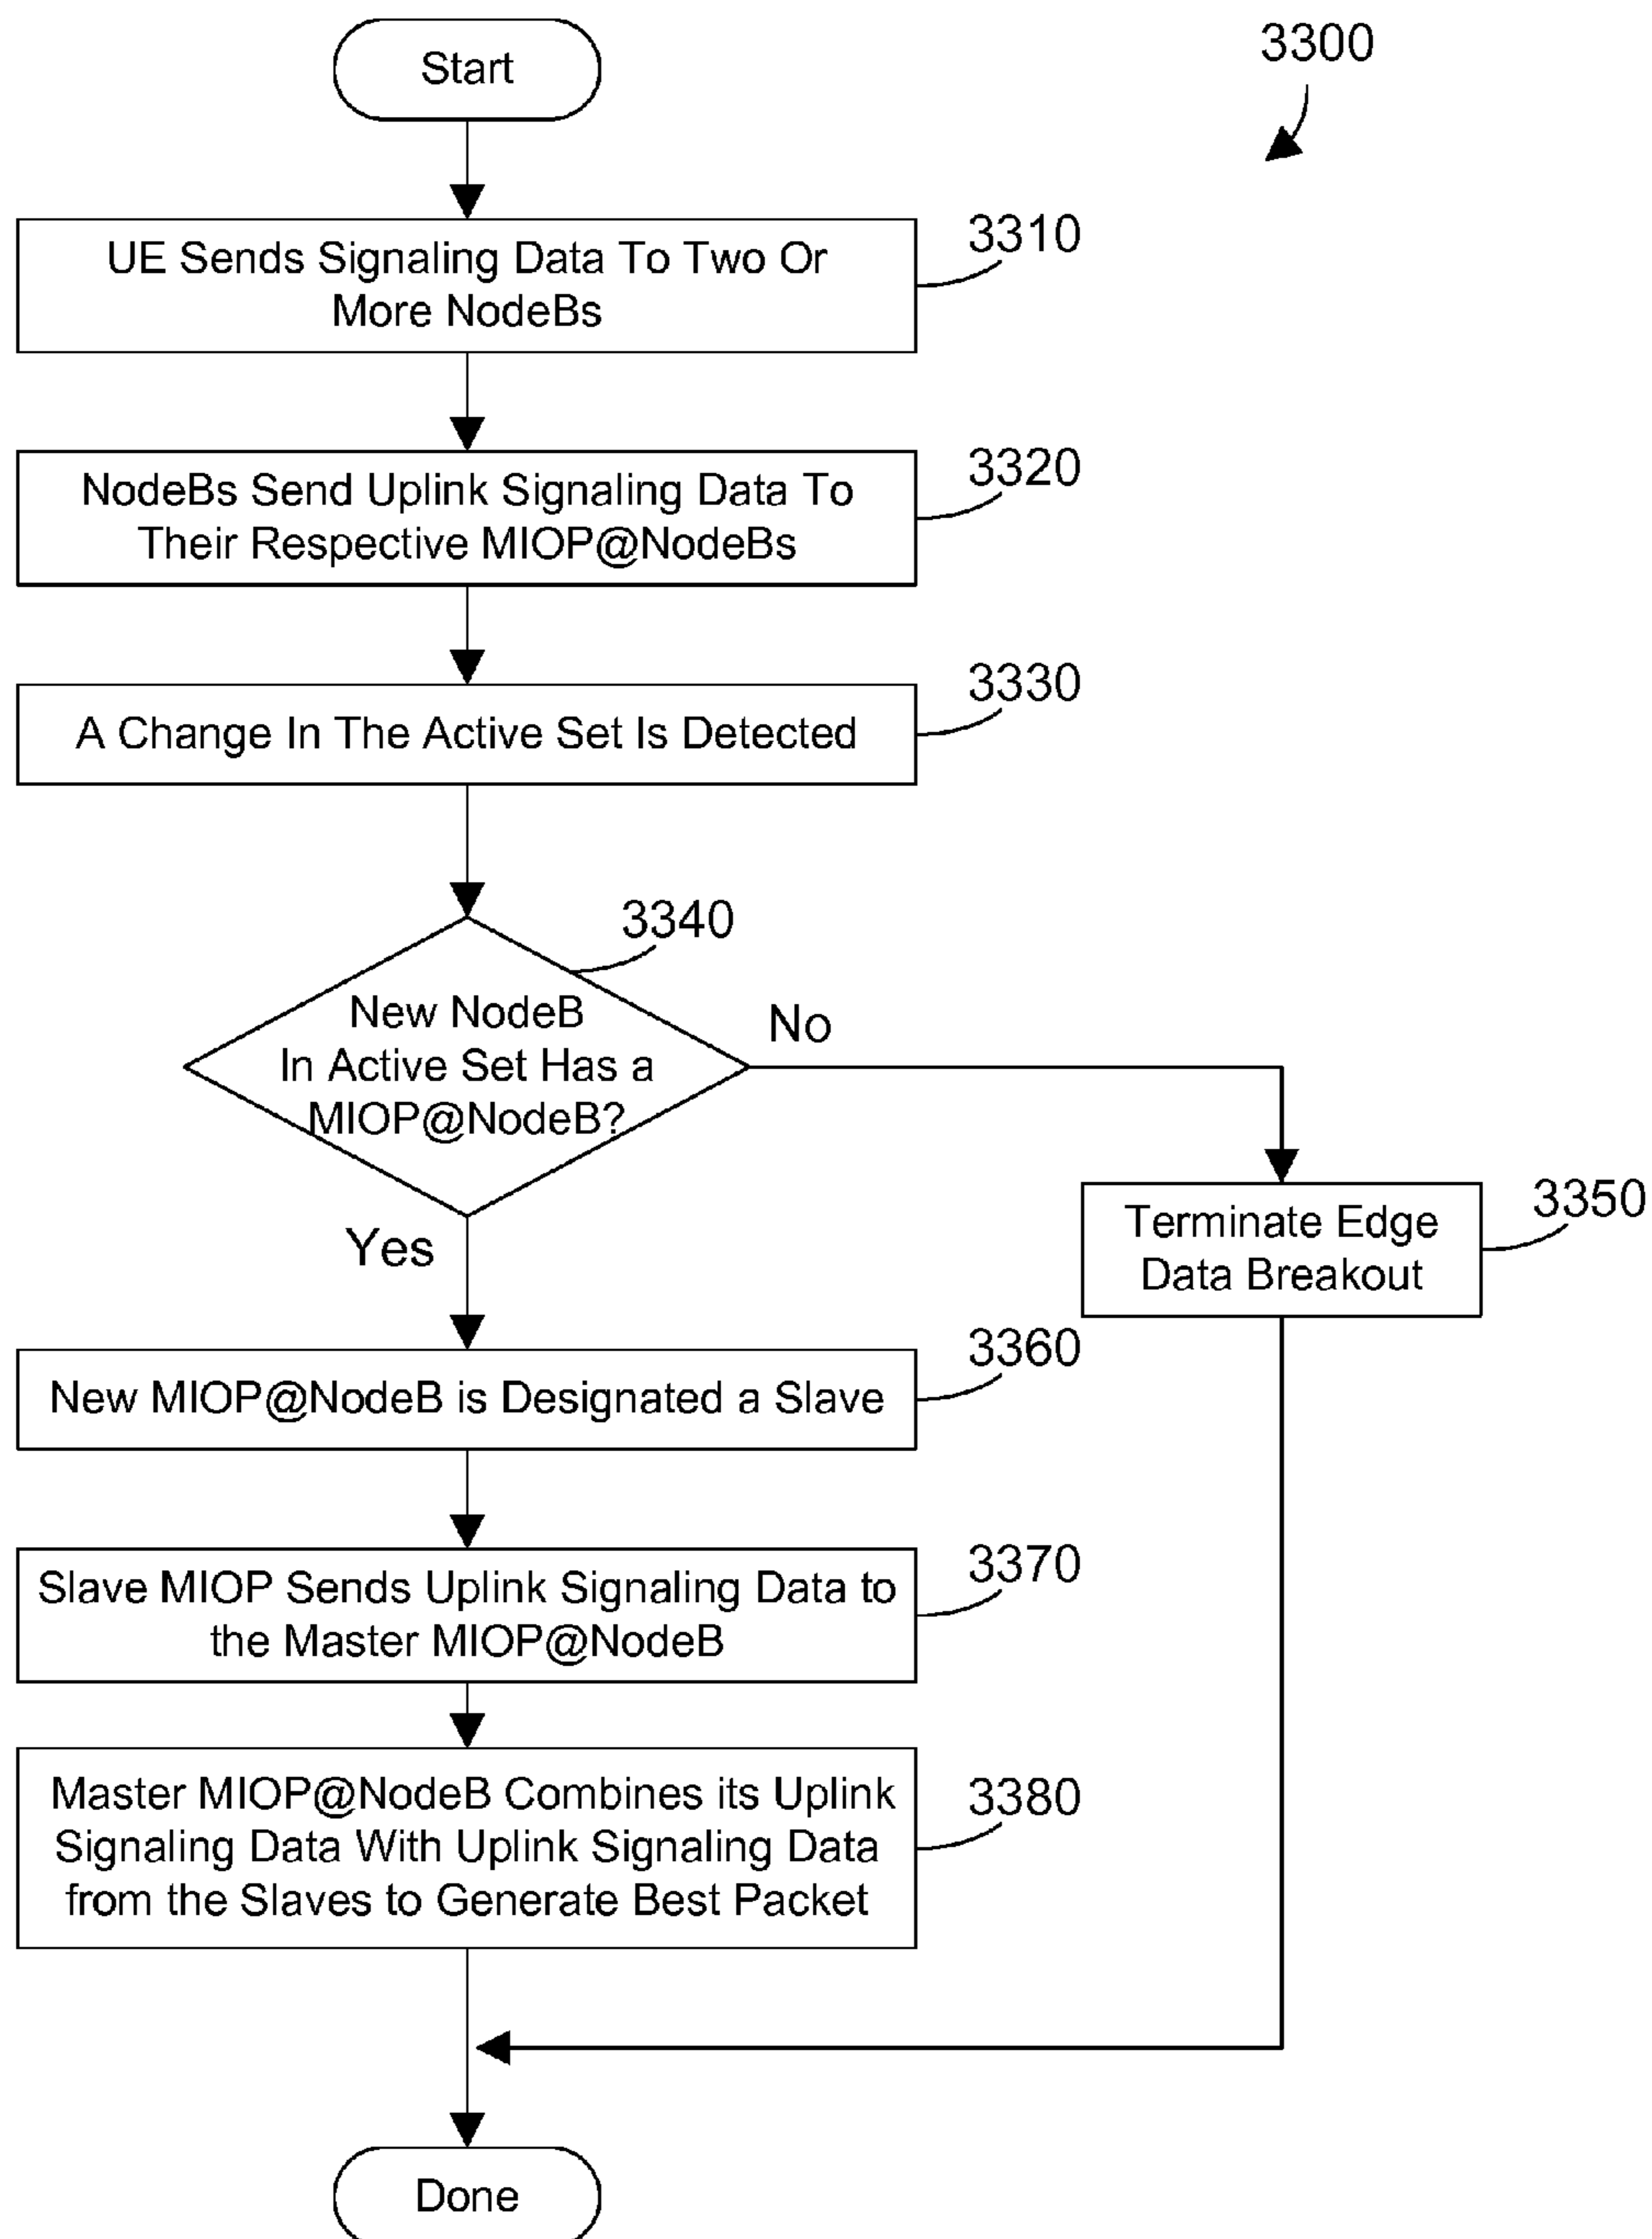 Start
3300
UE Sends Signaling Data To Two Or
More NodeBs
3310
NodeBs Send Uplink Signaling Data To
Their Respective MIOP@NodeBs
3320
A Change In The Active Set Is Detected
3330
3340
New NodeB
In Active Set Has a
MIOP@NodeB?
No
Yes
Terminate Edge
Data Breakout
3350
New MIOP@NodeB is Designated a Slave
3360
Slave MIOP Sends Uplink Signaling Data to
the Master MIOP@NodeB
3370
Master MIOP@NodeB Combines its Uplink
Signaling Data With Uplink Signaling Data
from the Slaves to Generate Best Packet
3380
Done